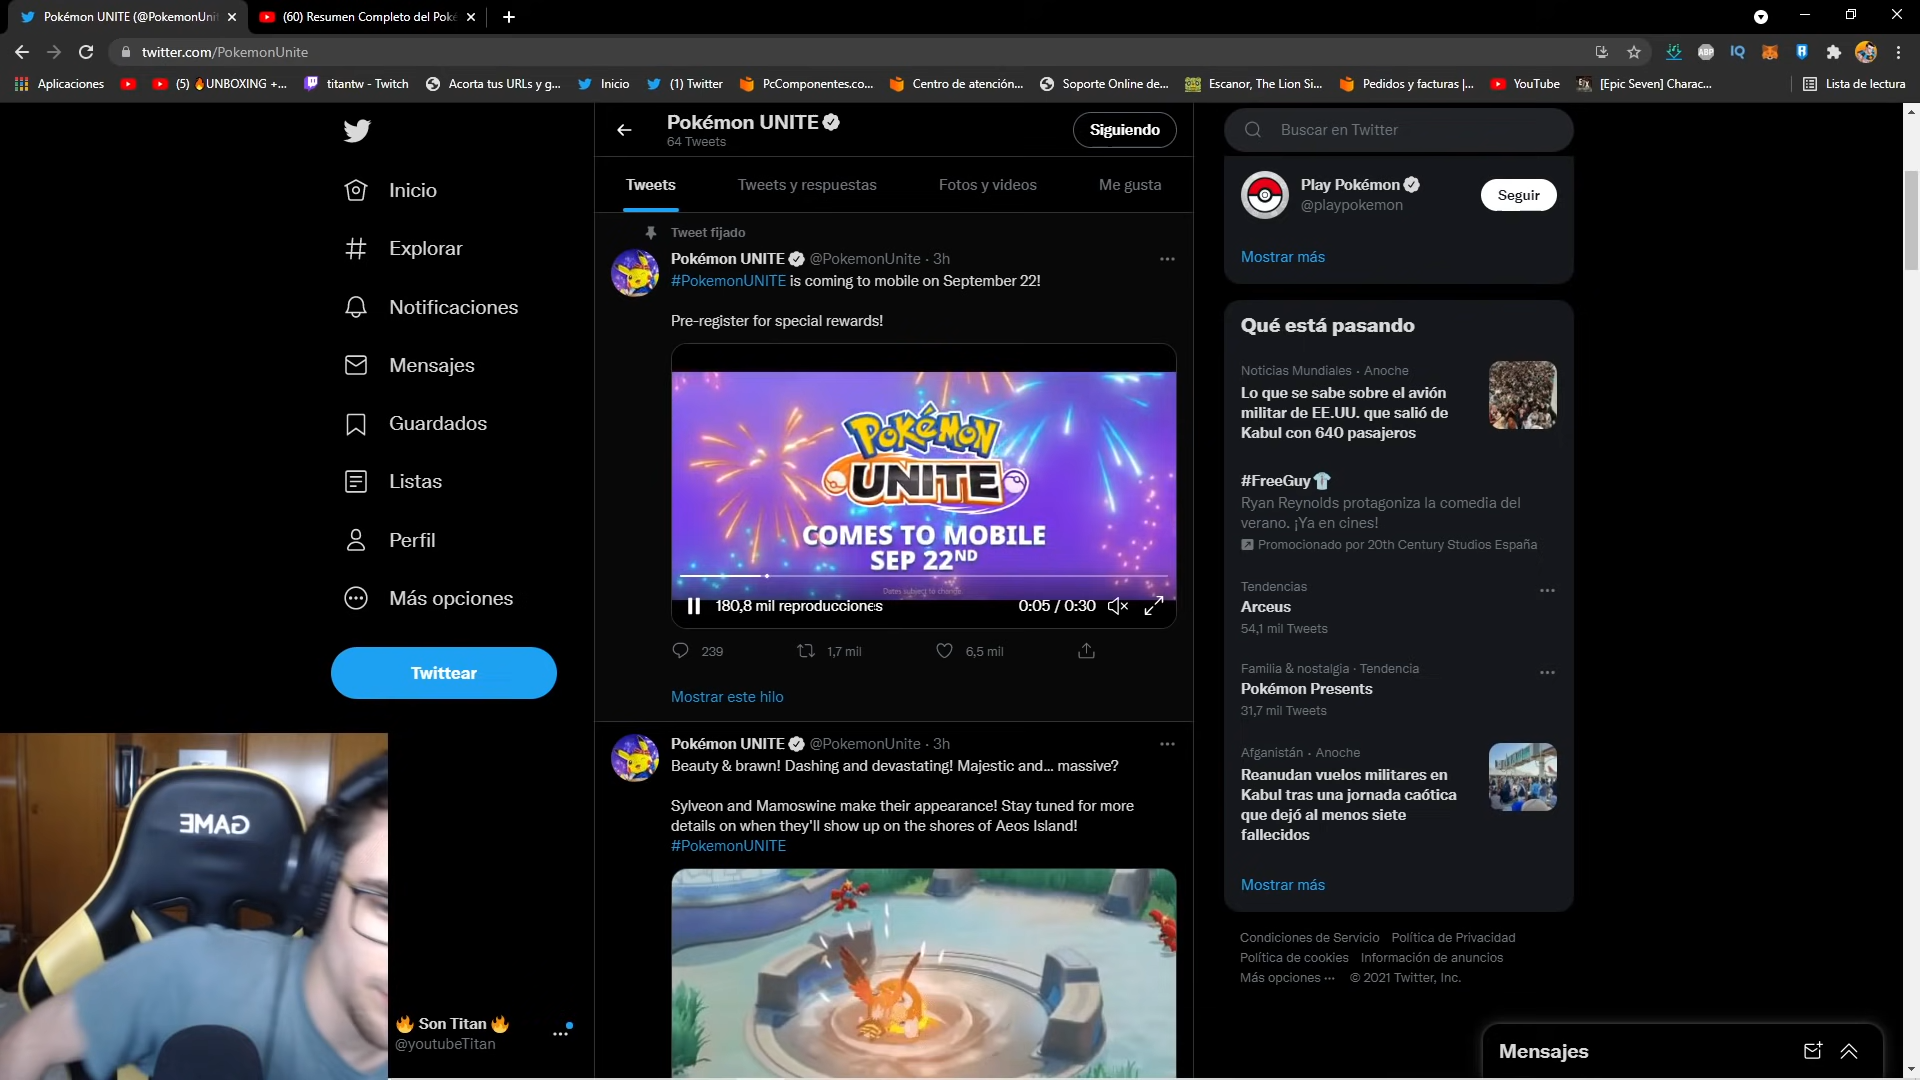 Pokémon UNITE (@PokemonUnit
(60) Resumen Completo del Poké
twitter.com/PokemonUnite
Aplicaciones
(5) 🔥UNBOXING +...
titantw - Twitch
Acorta tus URLs y g...
Inicio
(1) Twitter
PcComponentes.co...
Centro de atención...
Soporte Online de...
Escanor, The Lion Si...
Pedidos y facturas |...
YouTube
[Epic Seven] Charac...
Lista de lectura
ABP
IQ
Inicio
Explorar
Notificaciones
Mensajes
Guardados
Listas
Perfil
Más opciones
Twittear
GAME
🔥 Son Titan 🔥
@youtubeTitan
Pokémon UNITE
64 Tweets
Siguiendo
Tweets
Tweets y respuestas
Fotos y videos
Me gusta
Tweet fijado
Pokémon UNITE @PokemonUnite · 3h
#PokemonUNITE is coming to mobile on September 22!
Pre-register for special rewards!
POKéMON
UNITE
COMES TO MOBILE
SEP 22ND
Dates subject to change.
180,8 mil reproducciones
0:05 / 0:30
239
1,7 mil
6,5 mil
Mostrar este hilo
Pokémon UNITE @PokemonUnite · 3h
Beauty & brawn! Dashing and devastating! Majestic and... massive?
Sylveon and Mamoswine make their appearance! Stay tuned for more
details on when they'll show up on the shores of Aeos Island!
#PokemonUNITE
Buscar en Twitter
Play Pokémon
@playpokemon
Seguir
Mostrar más
Qué está pasando
Noticias Mundiales · Anoche
Lo que se sabe sobre el avión
militar de EE.UU. que salió de
Kabul con 640 pasajeros
#FreeGuy
Ryan Reynolds protagoniza la comedia del
verano. ¡Ya en cines!
Promocionado por 20th Century Studios España
Tendencias
Arceus
54,1 mil Tweets
Familia & nostalgia · Tendencia
Pokémon Presents
31,7 mil Tweets
Afganistán · Anoche
Reanudan vuelos militares en
Kabul tras una jornada caótica
que dejó al menos siete
fallecidos
Mostrar más
Condiciones de Servicio Política de Privacidad
Política de cookies Información de anuncios
Más opciones ··· © 2021 Twitter, Inc.
Mensajes